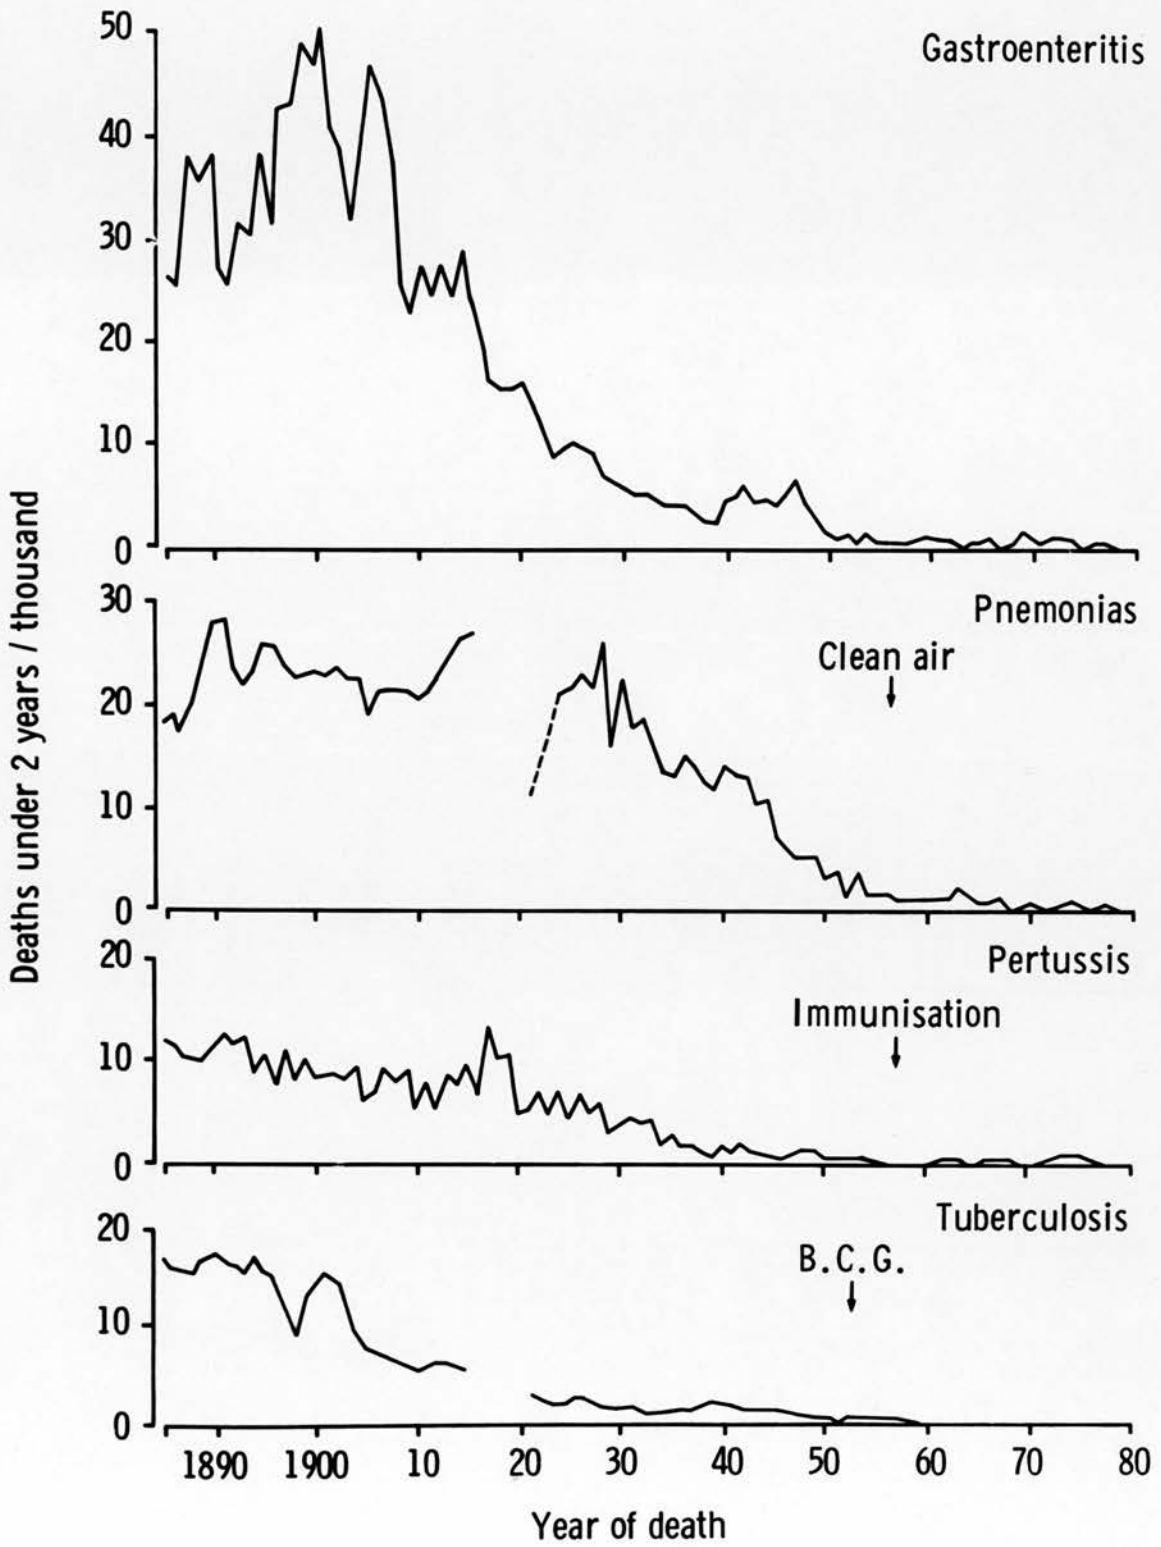 Deaths under 2 years / thousand
Gastroenteritis
50
40
30
20
10
0
Pnemonias
Clean air
30
20
10
0
Pertussis
Immunisation
20
10
0
Tuberculosis
B.C.G.
20
10
0
1890 1900 10 20 30 40 50 60 70 80
Year of death